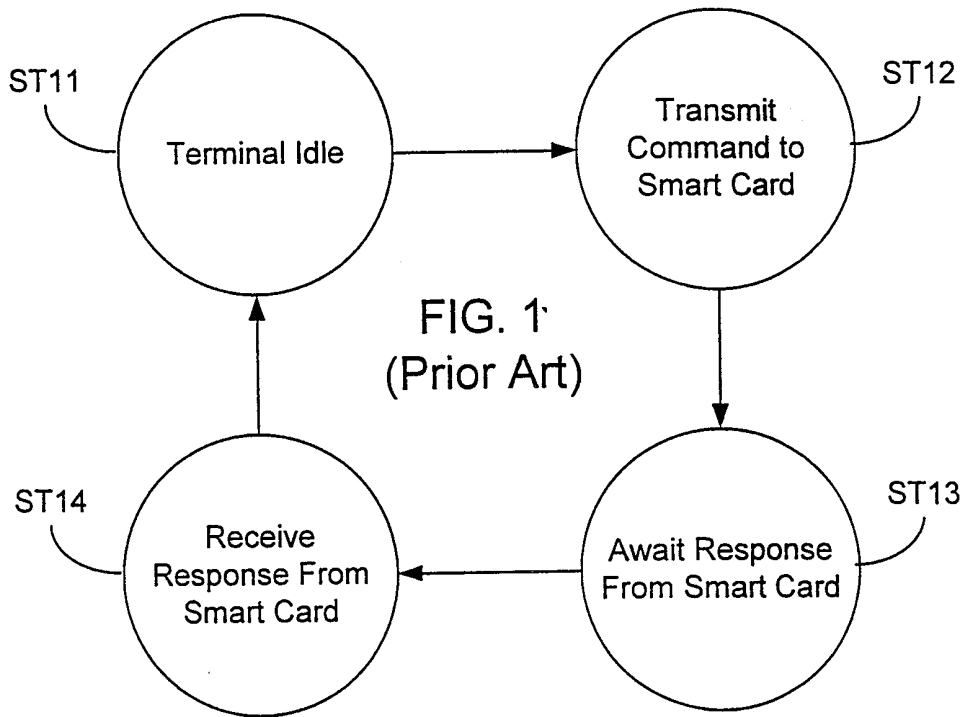 ST11
Terminal Idle
ST12
Transmit
Command to
Smart Card
FIG. 1
(Prior Art)
ST14
Receive
Response From
Smart Card
ST13
Await Response
From Smart Card